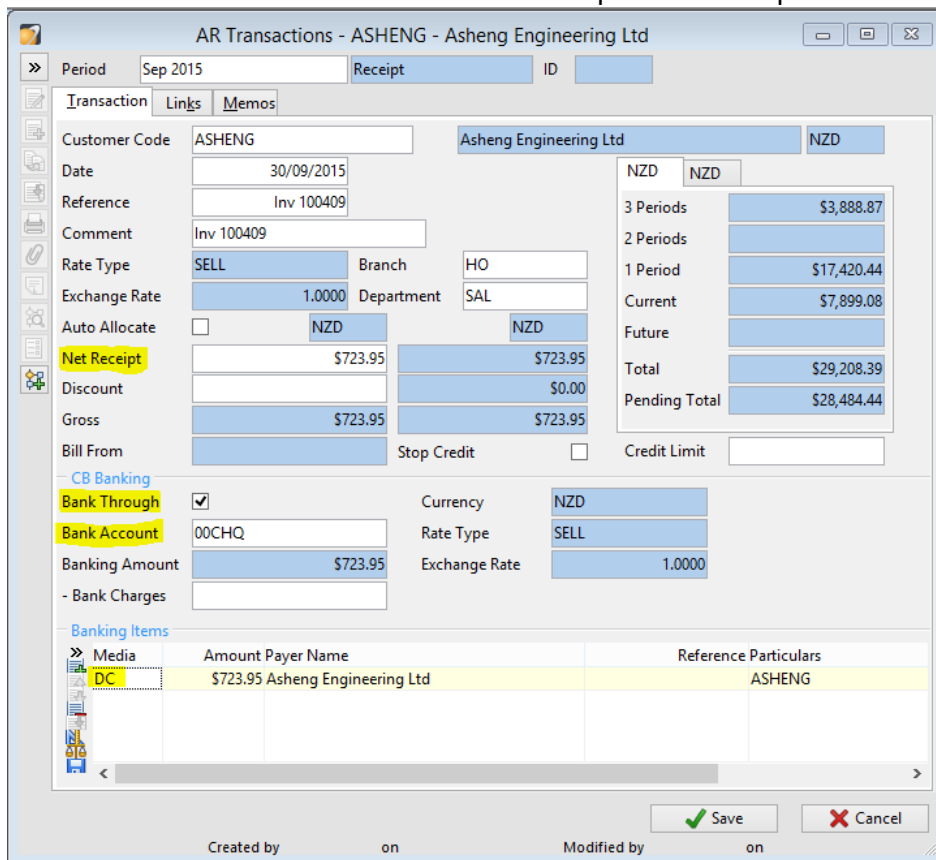 AR Transactions - ASHENG - Asheng Engineering Ltd
Period Sep 2015 Receipt ID
Transaction Links Memos
Customer Code ASHENG Asheng Engineering Ltd NZD
Date 30/09/2015 NZD NZD
Reference Inv 100409 3 Periods $3,888.87
Comment Inv 100409 2 Periods
Rate Type SELL Branch HO 1 Period $17,420.44
Exchange Rate 1.0000 Department SAL Current $7,899.08
Auto Allocate NZD NZD Future
Net Receipt $723.95 $723.95 Total $29,208.39
Discount $0.00 Pending Total $28,484.44
Gross $723.95 $723.95
Bill From Stop Credit Credit Limit
CB Banking
Bank Through Currency NZD
Bank Account 00CHQ Rate Type SELL
Banking Amount $723.95 Exchange Rate 1.0000
- Bank Charges
Banking Items
Media Amount Payer Name Reference Particulars
DC $723.95 Asheng Engineering Ltd ASHENG
Save Cancel
Created by on Modified by on